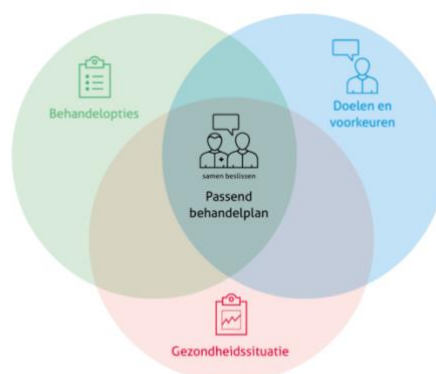 Behandelopties
Doelen en
voorkeuren
samen beslissen
Passend
behandelplan
Gezondheidssituatie